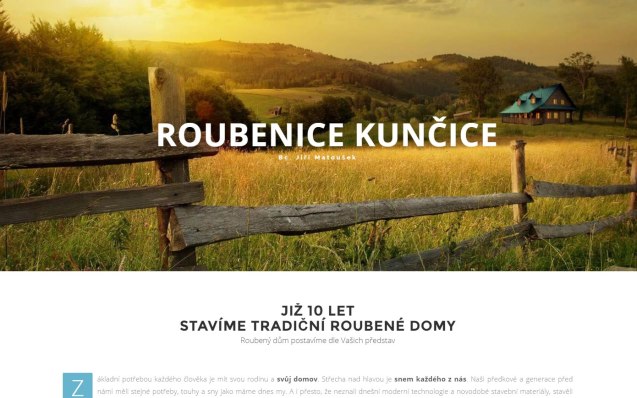 ROUBENICE KUNČICE
Bc. Jiří Matoušek
JIŽ 10 LET
STAVÍME TRADIČNÍ ROUBENÉ DOMY
Roubený dům postavíme dle Vašich představ
Základní potřebou každého člověka je mít svou rodinu a svůj domov. Střecha nad hlavou je snem každého z nás. Naši předkové a generace před
námi měli stejné potřeby, touhy a sny jako máme dnes my. A i přesto, že neznali dnešní moderní technologie a novodobé stavební materiály, stavěli